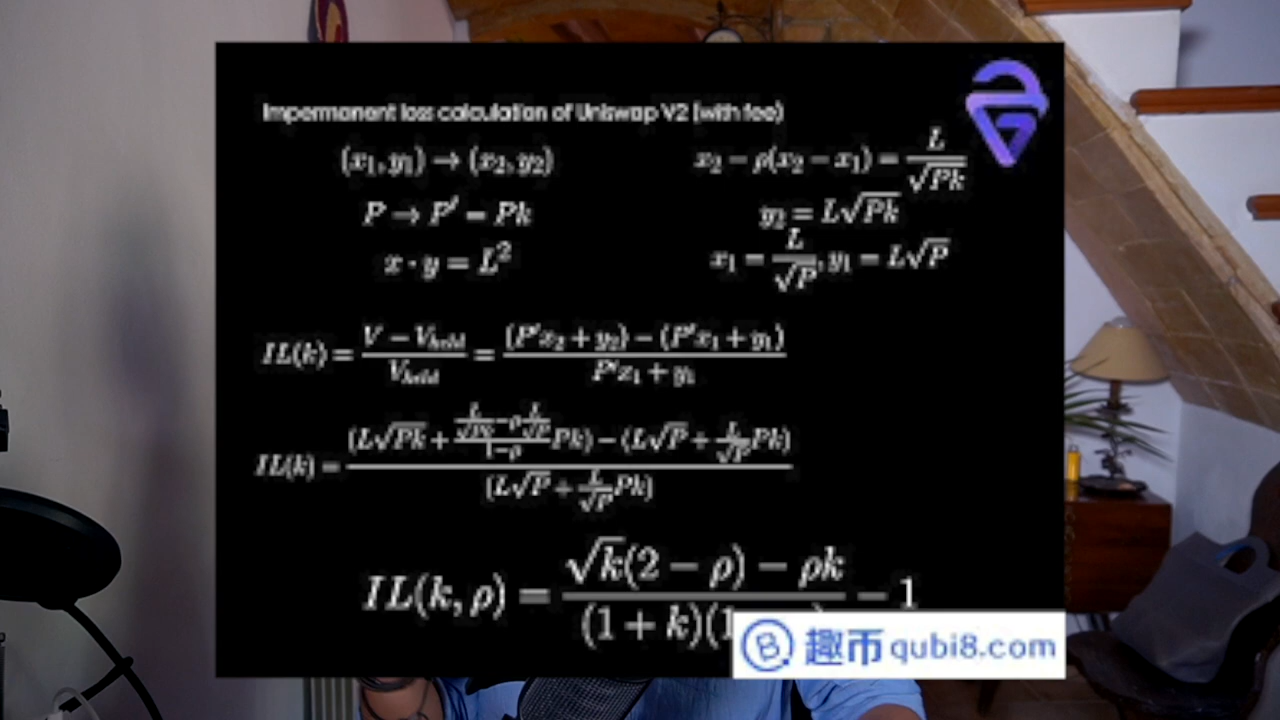 Impermanent loss calculation of Uniswap V2 (with fee)
(x₁, y₁) → (x₂, y₂)
x₂ − ρ(x₂ − x₁) = L/√(Pk)
P → P′ = Pk
y₂ = L√(Pk)
x · y = L²
x₁ = L/√P, y₁ = L√P
IL(k) = (V − V_held)/V_held = ((P′x₂ + y₂) − (P′x₁ + y₁))/(P′x₁ + y₁)
IL(k) = ((L√(Pk) + ((L/√(Pk) − ρ L/√P)/(1−ρ))Pk) − (L√P + (L/√P)Pk))/(L√P + (L/√P)Pk)
IL(k, ρ) = (√k(2 − ρ) − ρk)/((1 + k)(1 − 1
趣币 qubi8.com